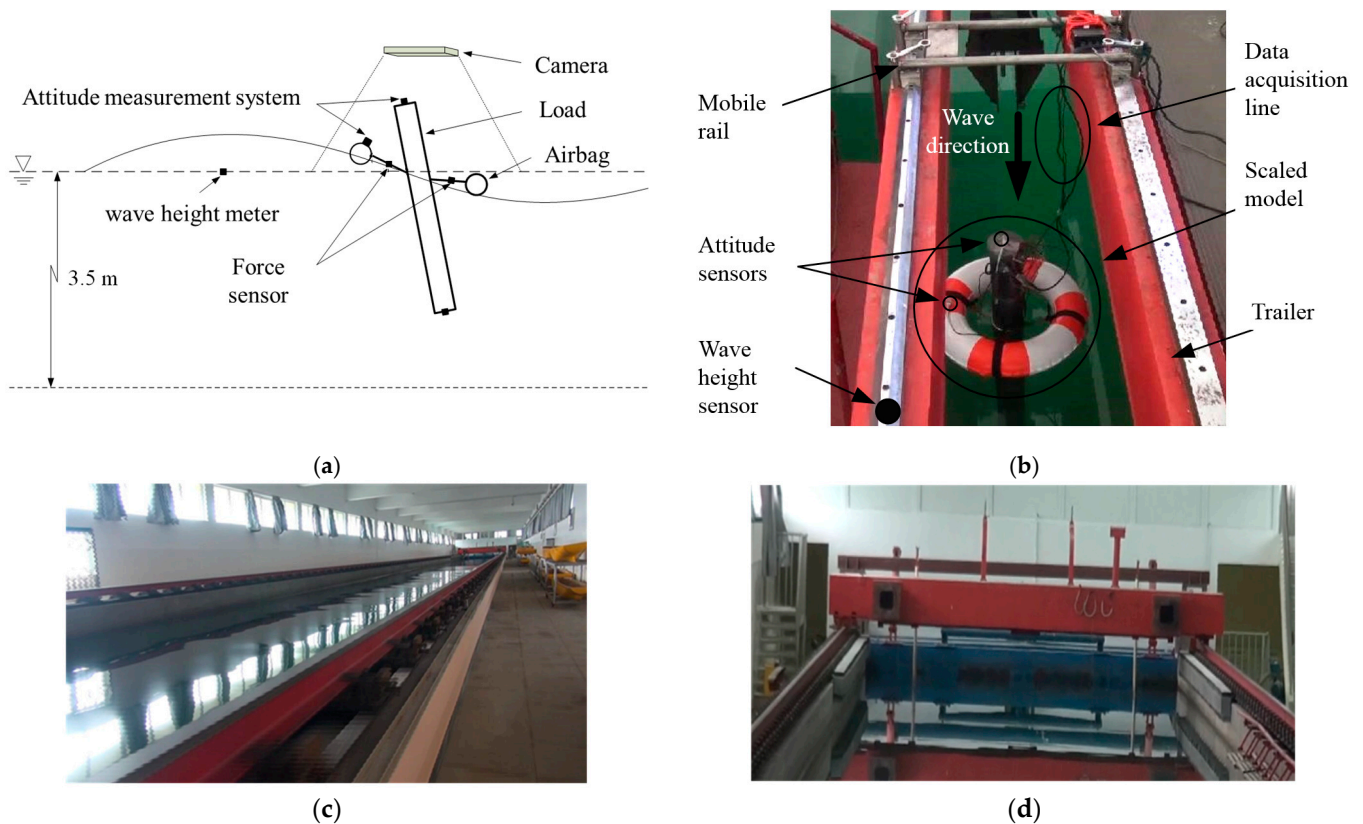 Camera
Attitude measurement system
Load
Airbag
wave height meter
Force
sensor
3.5 m
(a)
Mobile
rail
Wave
direction
Data
acquisition
line
Scaled
model
Attitude
sensors
Trailer
Wave
height
sensor
(b)
(c)
(d)